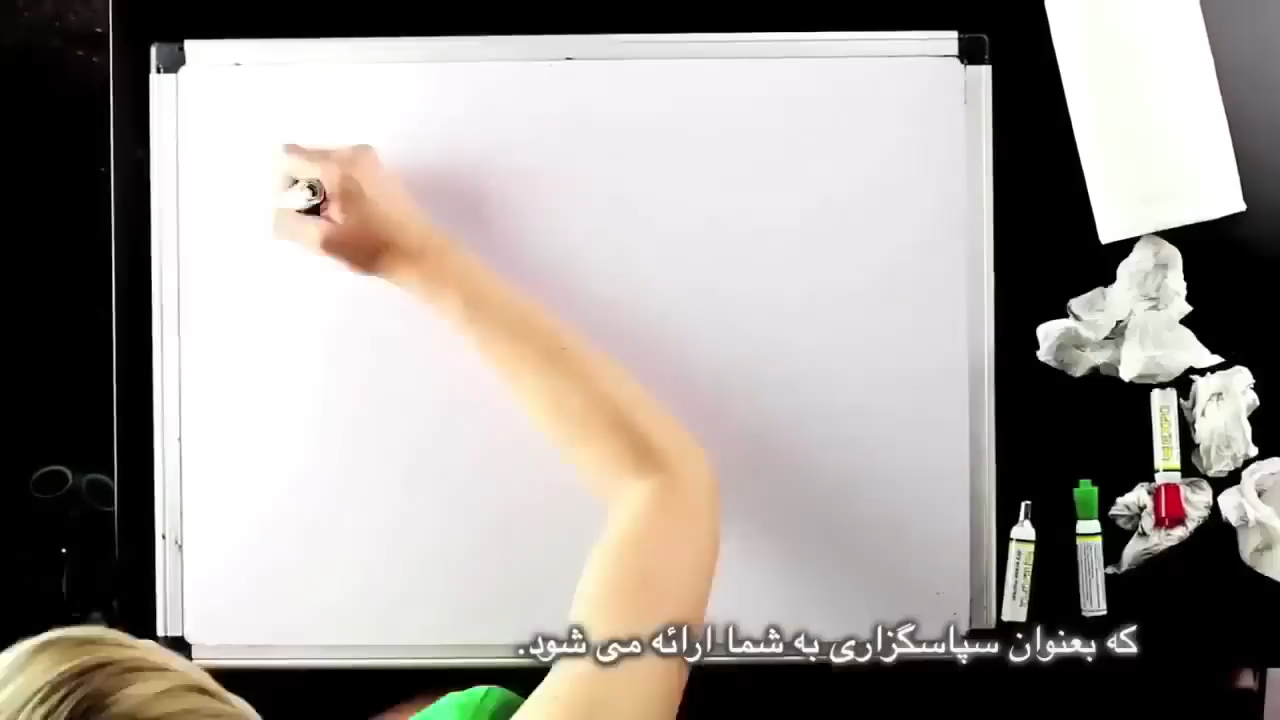 که بعنوان سپاسگزاری به شما ارائه می شود.